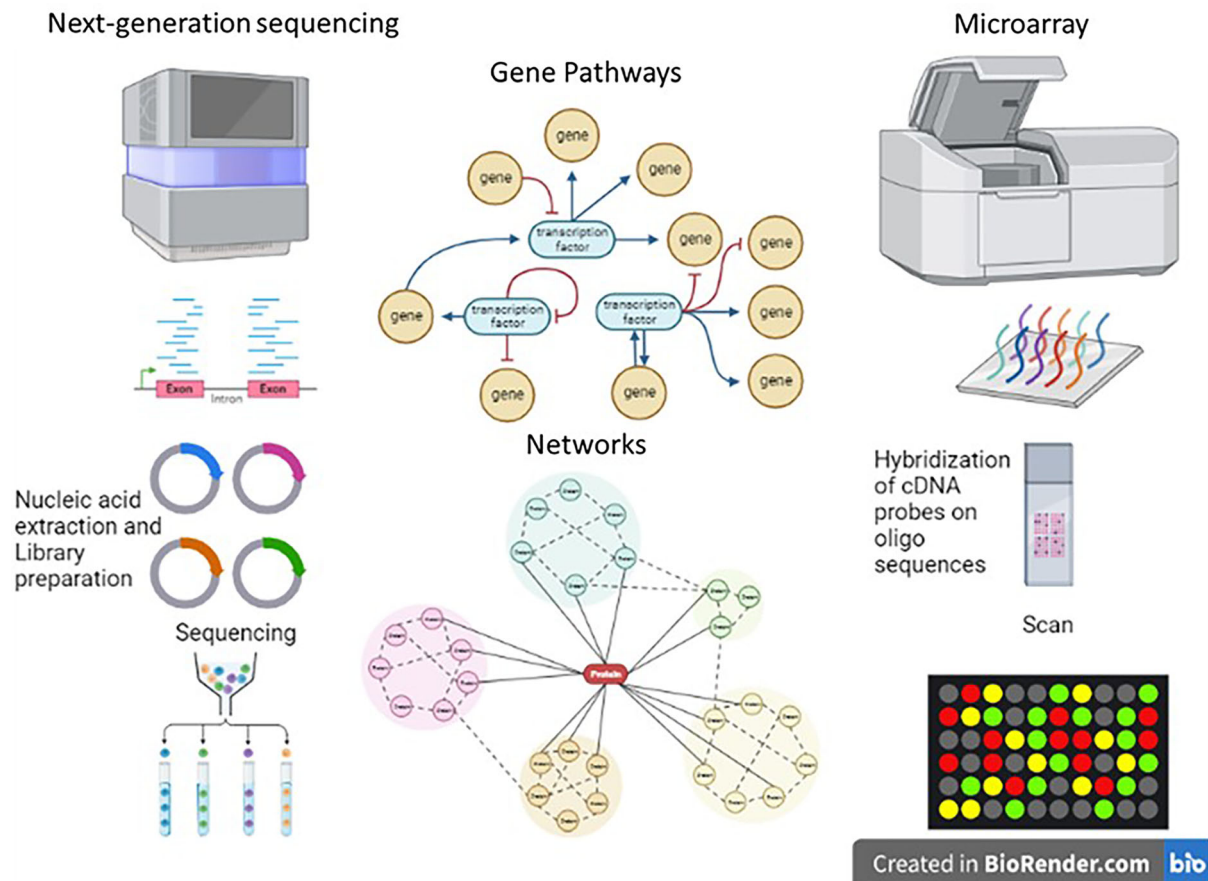 Next-generation sequencing
Microarray
Gene Pathways
gene
gene
gene
gene
transcription
factor
gene
gene
gene
transcription
factor
transcription
factor
gene
gene
gene
gene
Exon
Intron
Exon
Networks
Nucleic acid
extraction and
Library
preparation
Hybridization
of cDNA
probes on
oligo
sequences
Protein
Sequencing
Scan
Created in BioRender.com
bio